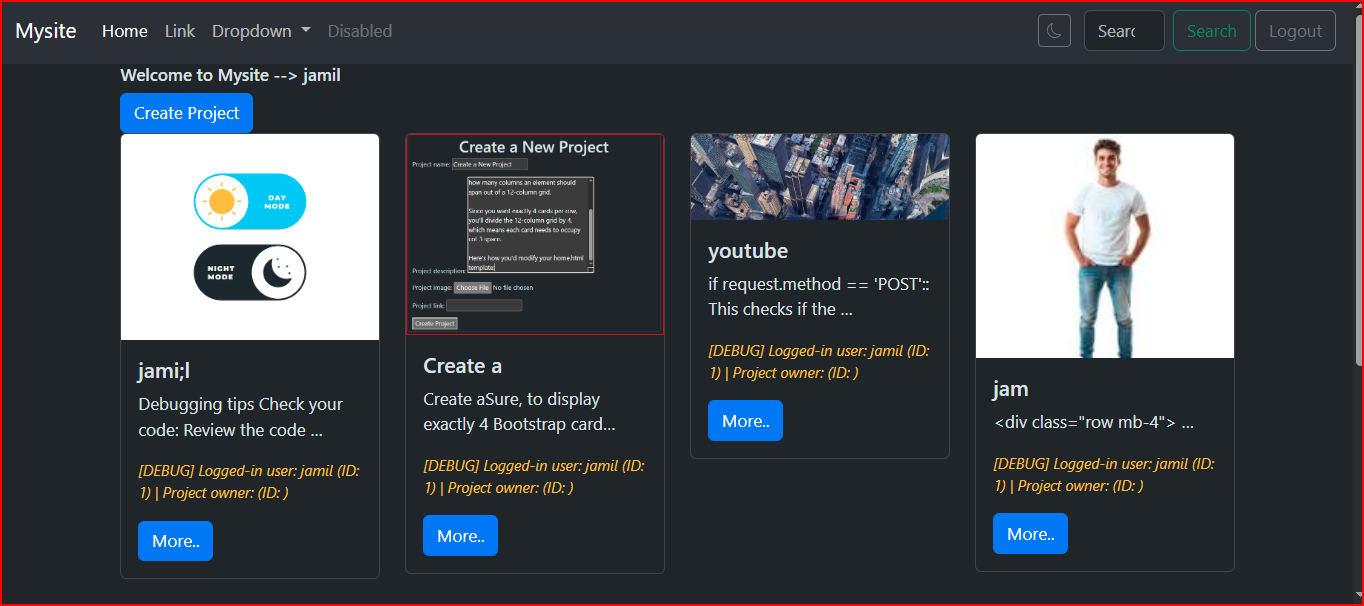 Mysite Home Link Dropdown Disabled Searc Search Logout
Welcome to Mysite --> jamil
Create Project
DAY
MODE
NIGHT
MODE
jami;l
Debugging tips Check your
code: Review the code ...
[DEBUG] Logged-in user: jamil (ID:
1) | Project owner: (ID: )
More..
Create a New Project
Project name: Create a New Project
how many columns an element should
span out of a 12-column grid.
Since you want exactly 4 cards per row,
you'll divide the 12-column grid by 4,
which means each card needs to occupy
col-3 space.
Here's how you'd modify your home.html
template:
Project description:
Project image: Choose File No file chosen
Project link:
Create Project
Create a
Create aSure, to display
exactly 4 Bootstrap card...
[DEBUG] Logged-in user: jamil (ID:
1) | Project owner: (ID: )
More..
youtube
if request.method == 'POST'::
This checks if the ...
[DEBUG] Logged-in user: jamil (ID:
1) | Project owner: (ID: )
More..
jam
<div class="row mb-4"> ...
[DEBUG] Logged-in user: jamil (ID:
1) | Project owner: (ID: )
More..